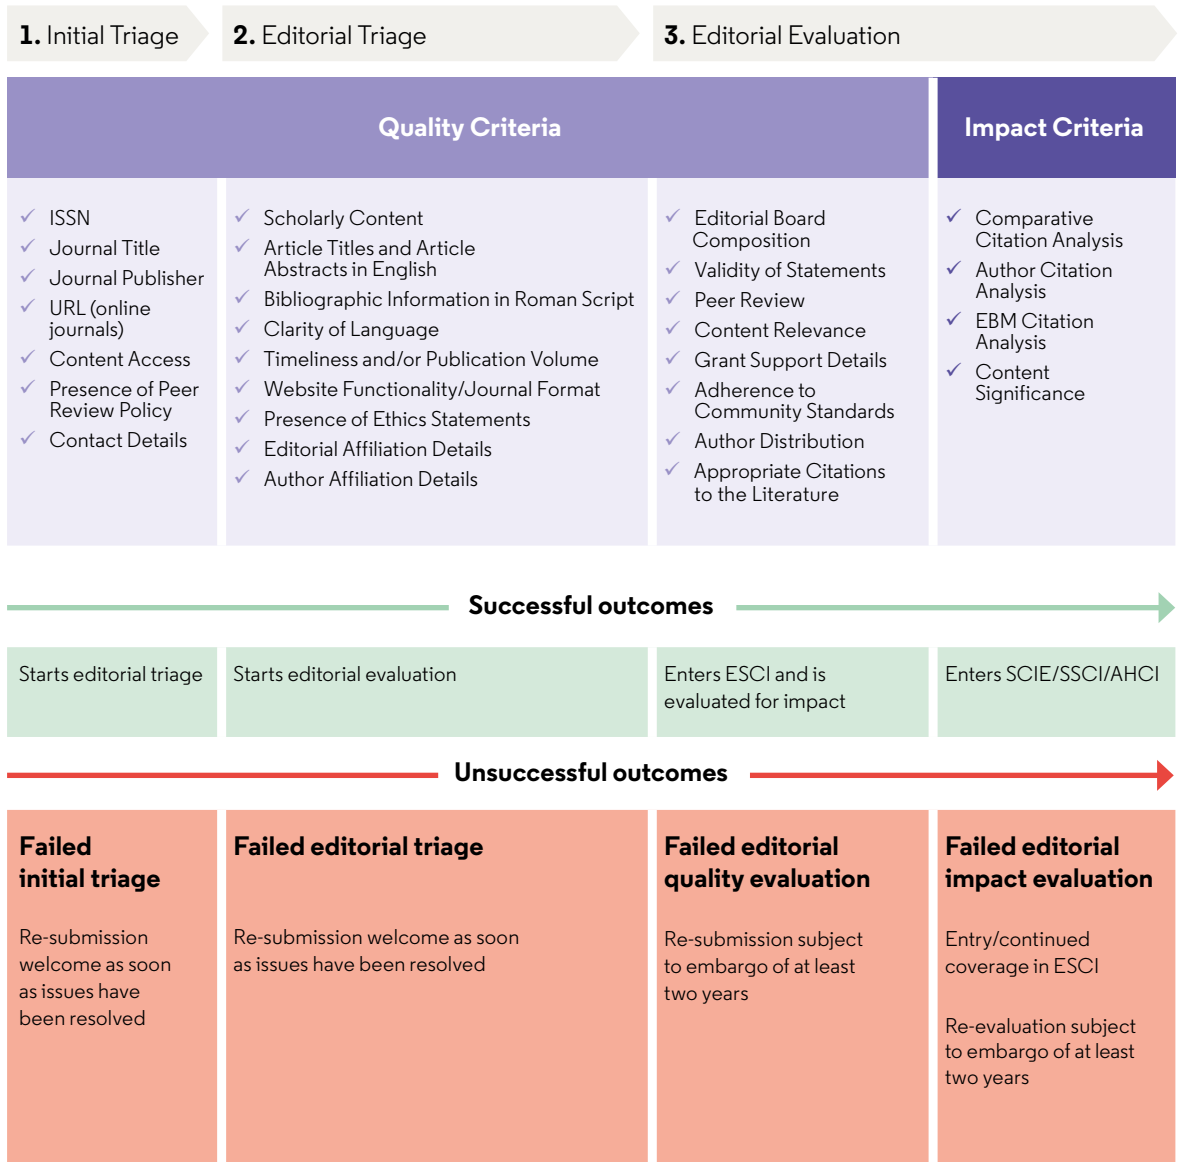 1. Initial Triage
2. Editorial Triage
3. Editorial Evaluation
Quality Criteria
Impact Criteria
✓ ISSN
✓ Journal Title
✓ Journal Publisher
✓ URL (online
journals)
✓ Content Access
✓ Presence of Peer
Review Policy
✓ Contact Details
✓ Scholarly Content
✓ Article Titles and Article
Abstracts in English
✓ Bibliographic Information in Roman Script
✓ Clarity of Language
✓ Timeliness and/or Publication Volume
✓ Website Functionality/Journal Format
✓ Presence of Ethics Statements
✓ Editorial Affiliation Details
✓ Author Affiliation Details
✓ Editorial Board
Composition
✓ Validity of Statements
✓ Peer Review
✓ Content Relevance
✓ Grant Support Details
✓ Adherence to
Community Standards
✓ Author Distribution
✓ Appropriate Citations
to the Literature
✓ Comparative
Citation Analysis
✓ Author Citation
Analysis
✓ EBM Citation
Analysis
✓ Content
Significance
Successful outcomes
Starts editorial triage
Starts editorial evaluation
Enters ESCI and is
evaluated for impact
Enters SCIE/SSCI/AHCI
Unsuccessful outcomes
Failed
initial triage
Re-submission
welcome as soon
as issues have
been resolved
Failed editorial triage
Re-submission welcome as soon
as issues have been resolved
Failed editorial
quality evaluation
Re-submission subject
to embargo of at least
two years
Failed editorial
impact evaluation
Entry/continued
coverage in ESCI
Re-evaluation subject
to embargo of at least
two years